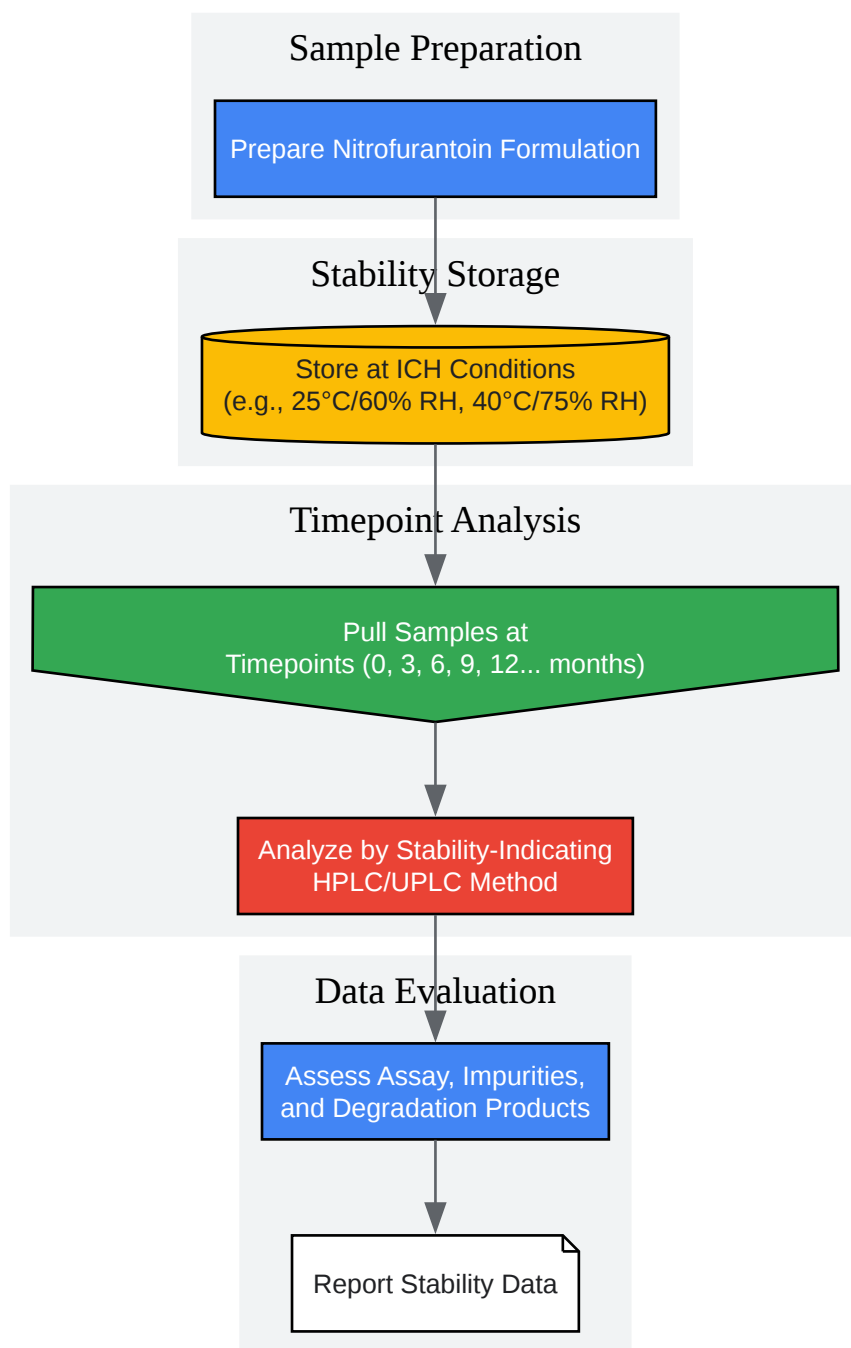 Sample Preparation
Prepare Nitrofurantoin Formulation
Stability Storage
Store at ICH Conditions
(e.g., 25°C/60% RH, 40°C/75% RH)
Timepoint Analysis
Pull Samples at
Timepoints (0, 3, 6, 9, 12... months)
Analyze by Stability-Indicating
HPLC/UPLC Method
Data Evaluation
Assess Assay, Impurities,
and Degradation Products
Report Stability Data